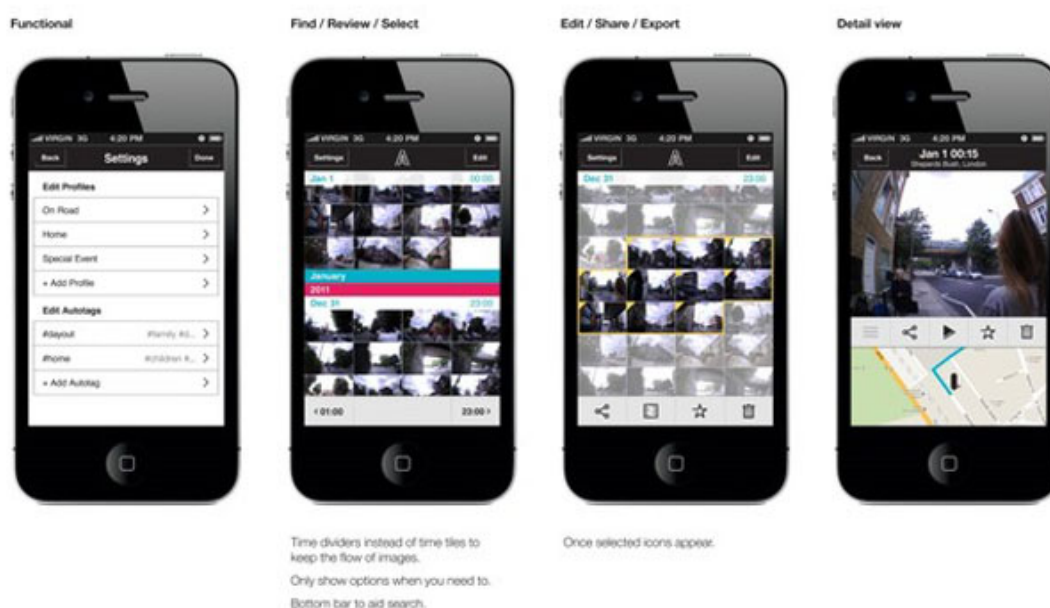 Functional
Find / Review / Select
Edit / Share / Export
Detail view
VIRGIN 3G 4:20 PM
Back Settings Done
Edit Profiles
On Road
Home
Special Event
+ Add Profile
Edit Autotags
#dayout #family #d...
#home #children #...
+ Add Autotag
VIRGIN 3G 4:20 PM
Settings Edit
Jan 1 00:00
January
2011
Dec 31 23:00
< 01:00 23:00 >
VIRGIN 3G 4:20 PM
Settings Edit
Dec 31 23:00
VIRGIN 3G 4:20 PM
Back Jan 1 00:15
Shepards Bush, London
Time dividers instead of time tiles to
keep the flow of images.
Only show options when you need to.
Bottom bar to aid search.
Once selected icons appear.